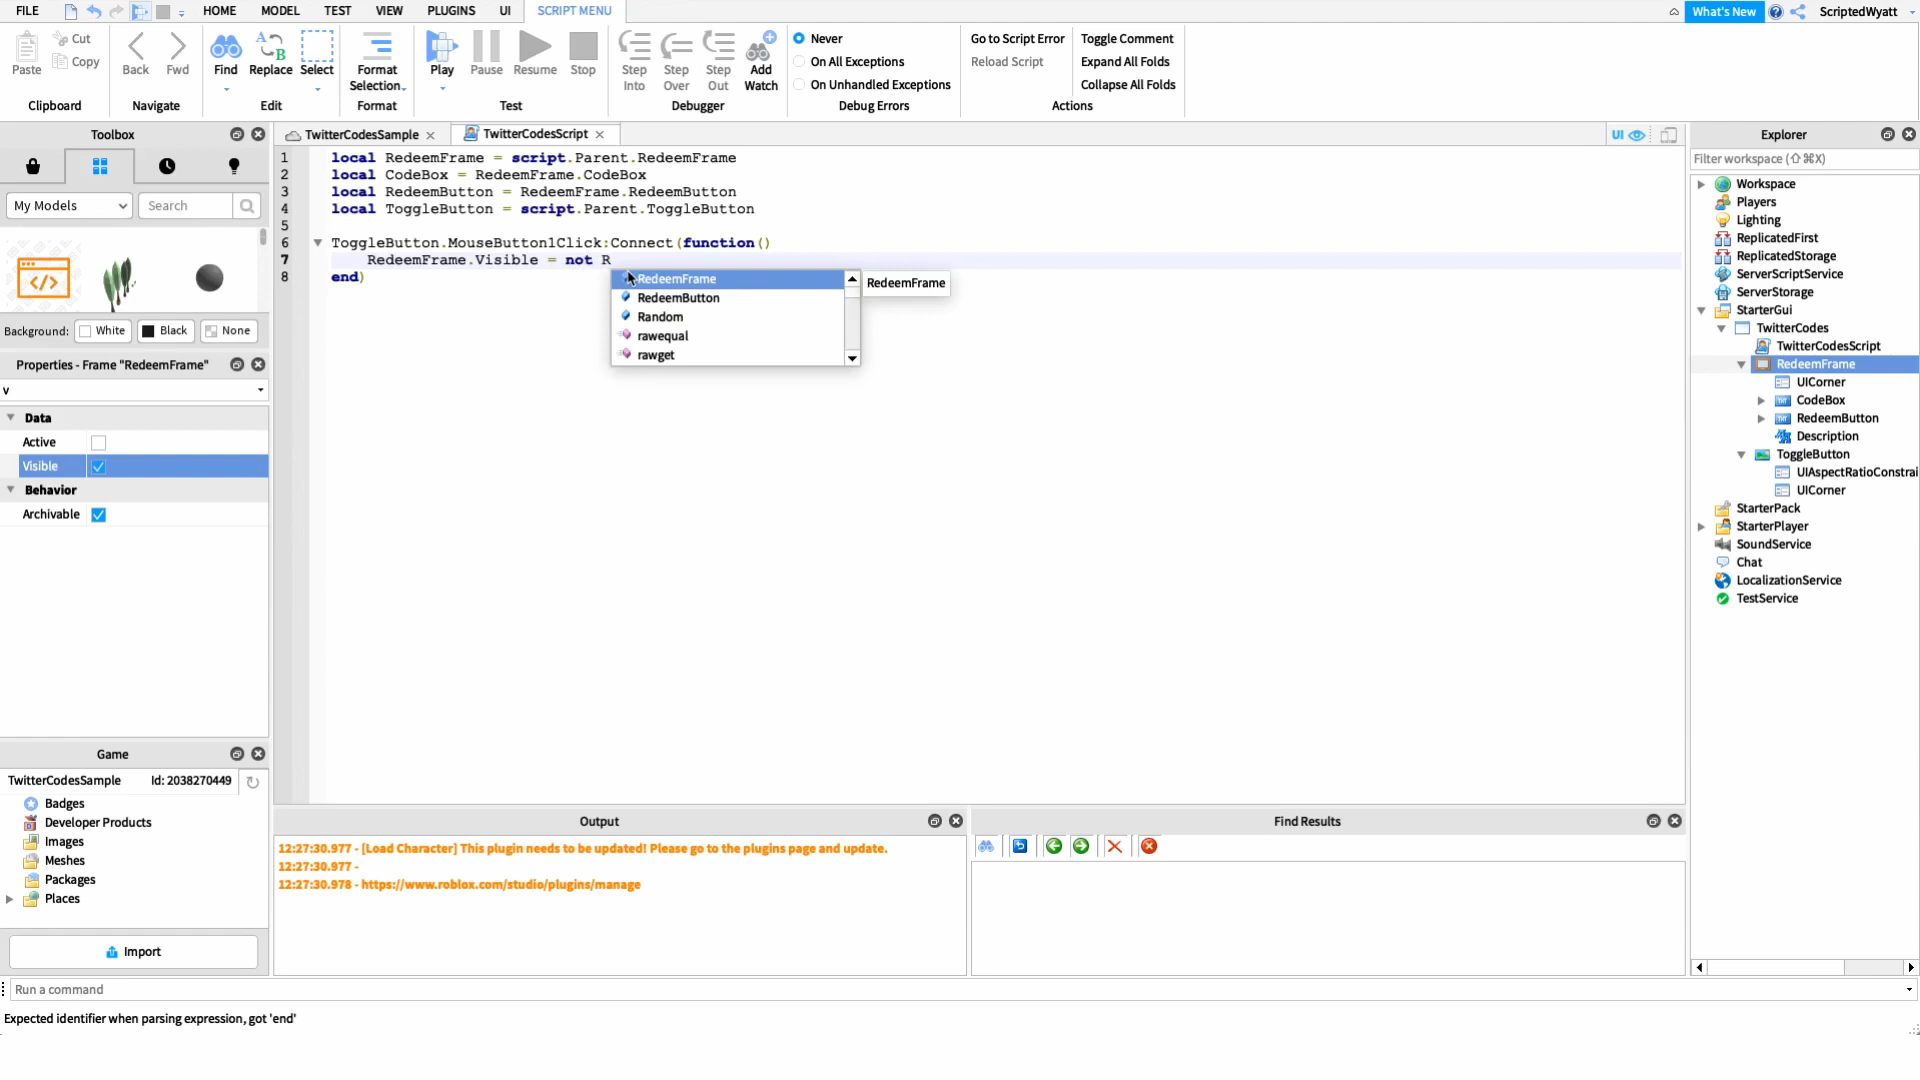 FILE HOME MODEL TEST VIEW PLUGINS UI SCRIPT MENU What's New ScriptedWyatt
Paste Cut Copy Back Fwd Find Replace Select Format Selection Play Pause Resume Stop Step Into Step Over Step Out Add Watch
Never
On All Exceptions
On Unhandled Exceptions
Go to Script Error
Reload Script
Toggle Comment
Expand All Folds
Collapse All Folds
Clipboard Navigate Edit Format Test Debugger Debug Errors Actions
Toolbox
My Models Search
Background: White Black None
Properties - Frame "RedeemFrame"
v
Data
Active
Visible
Behavior
Archivable
Game
TwitterCodesSample Id: 2038270449
Badges
Developer Products
Images
Meshes
Packages
Places
Import
TwitterCodesSample TwitterCodesScript UI
1 local RedeemFrame = script.Parent.RedeemFrame
2 local CodeBox = RedeemFrame.CodeBox
3 local RedeemButton = RedeemFrame.RedeemButton
4 local ToggleButton = script.Parent.ToggleButton
5
6 ToggleButton.MouseButton1Click:Connect(function()
7 RedeemFrame.Visible = not R
8 end)
RedeemFrame
RedeemButton
Random
rawequal
rawget
RedeemFrame
Output
12:27:30.977 - [Load Character] This plugin needs to be updated! Please go to the plugins page and update.
12:27:30.977 -
12:27:30.978 - https://www.roblox.com/studio/plugins/manage
Find Results
Explorer
Filter workspace (⇧⌘X)
Workspace
Players
Lighting
ReplicatedFirst
ReplicatedStorage
ServerScriptService
ServerStorage
StarterGui
TwitterCodes
TwitterCodesScript
RedeemFrame
UICorner
CodeBox
RedeemButton
Description
ToggleButton
UIAspectRatioConstrai
UICorner
StarterPack
StarterPlayer
SoundService
Chat
LocalizationService
TestService
Run a command
Expected identifier when parsing expression, got 'end'